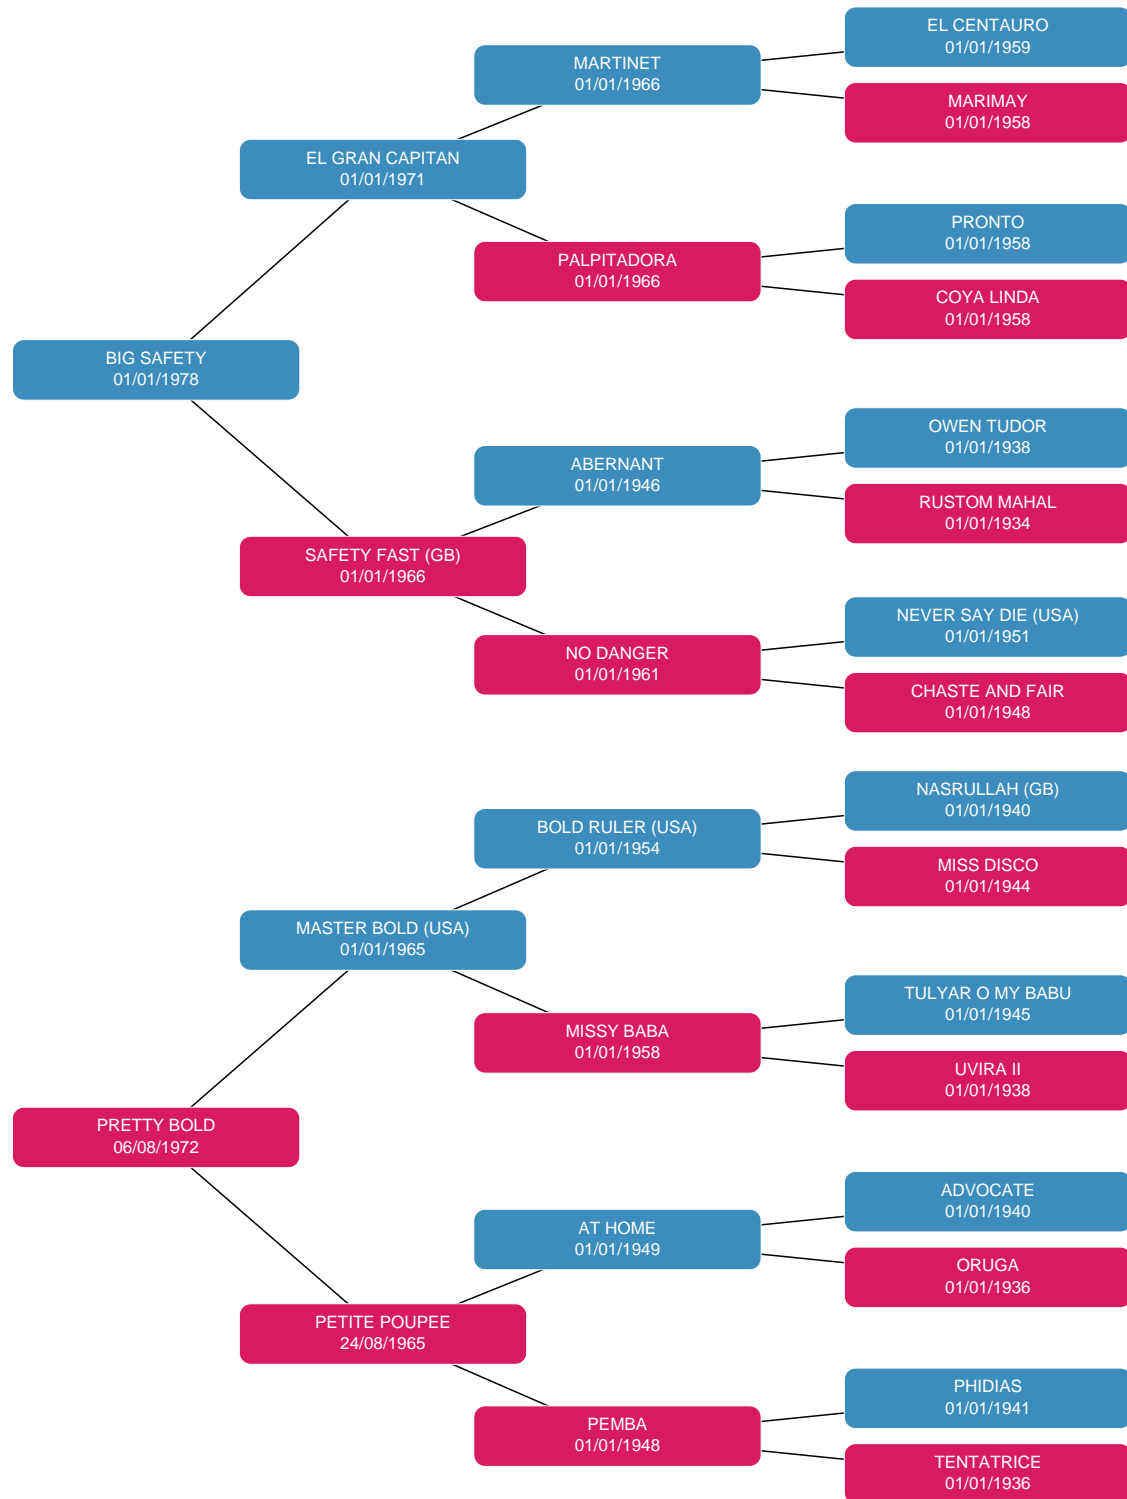 EL CENTAURO
01/01/1959
MARTINET
01/01/1966
MARIMAY
01/01/1958
EL GRAN CAPITAN
01/01/1971
PRONTO
01/01/1958
PALPITADORA
01/01/1966
COYA LINDA
01/01/1958
BIG SAFETY
01/01/1978
OWEN TUDOR
01/01/1938
ABERNANT
01/01/1946
RUSTOM MAHAL
01/01/1934
SAFETY FAST (GB)
01/01/1966
NEVER SAY DIE (USA)
01/01/1951
NO DANGER
01/01/1961
CHASTE AND FAIR
01/01/1948
NASRULLAH (GB)
01/01/1940
BOLD RULER (USA)
01/01/1954
MISS DISCO
01/01/1944
MASTER BOLD (USA)
01/01/1965
TULYAR O MY BABU
01/01/1945
MISSY BABA
01/01/1958
UVIRA II
01/01/1938
PRETTY BOLD
06/08/1972
ADVOCATE
01/01/1940
AT HOME
01/01/1949
ORUGA
01/01/1936
PETITE POUPEE
24/08/1965
PHIDIAS
01/01/1941
PEMBA
01/01/1948
TENTATRICE
01/01/1936